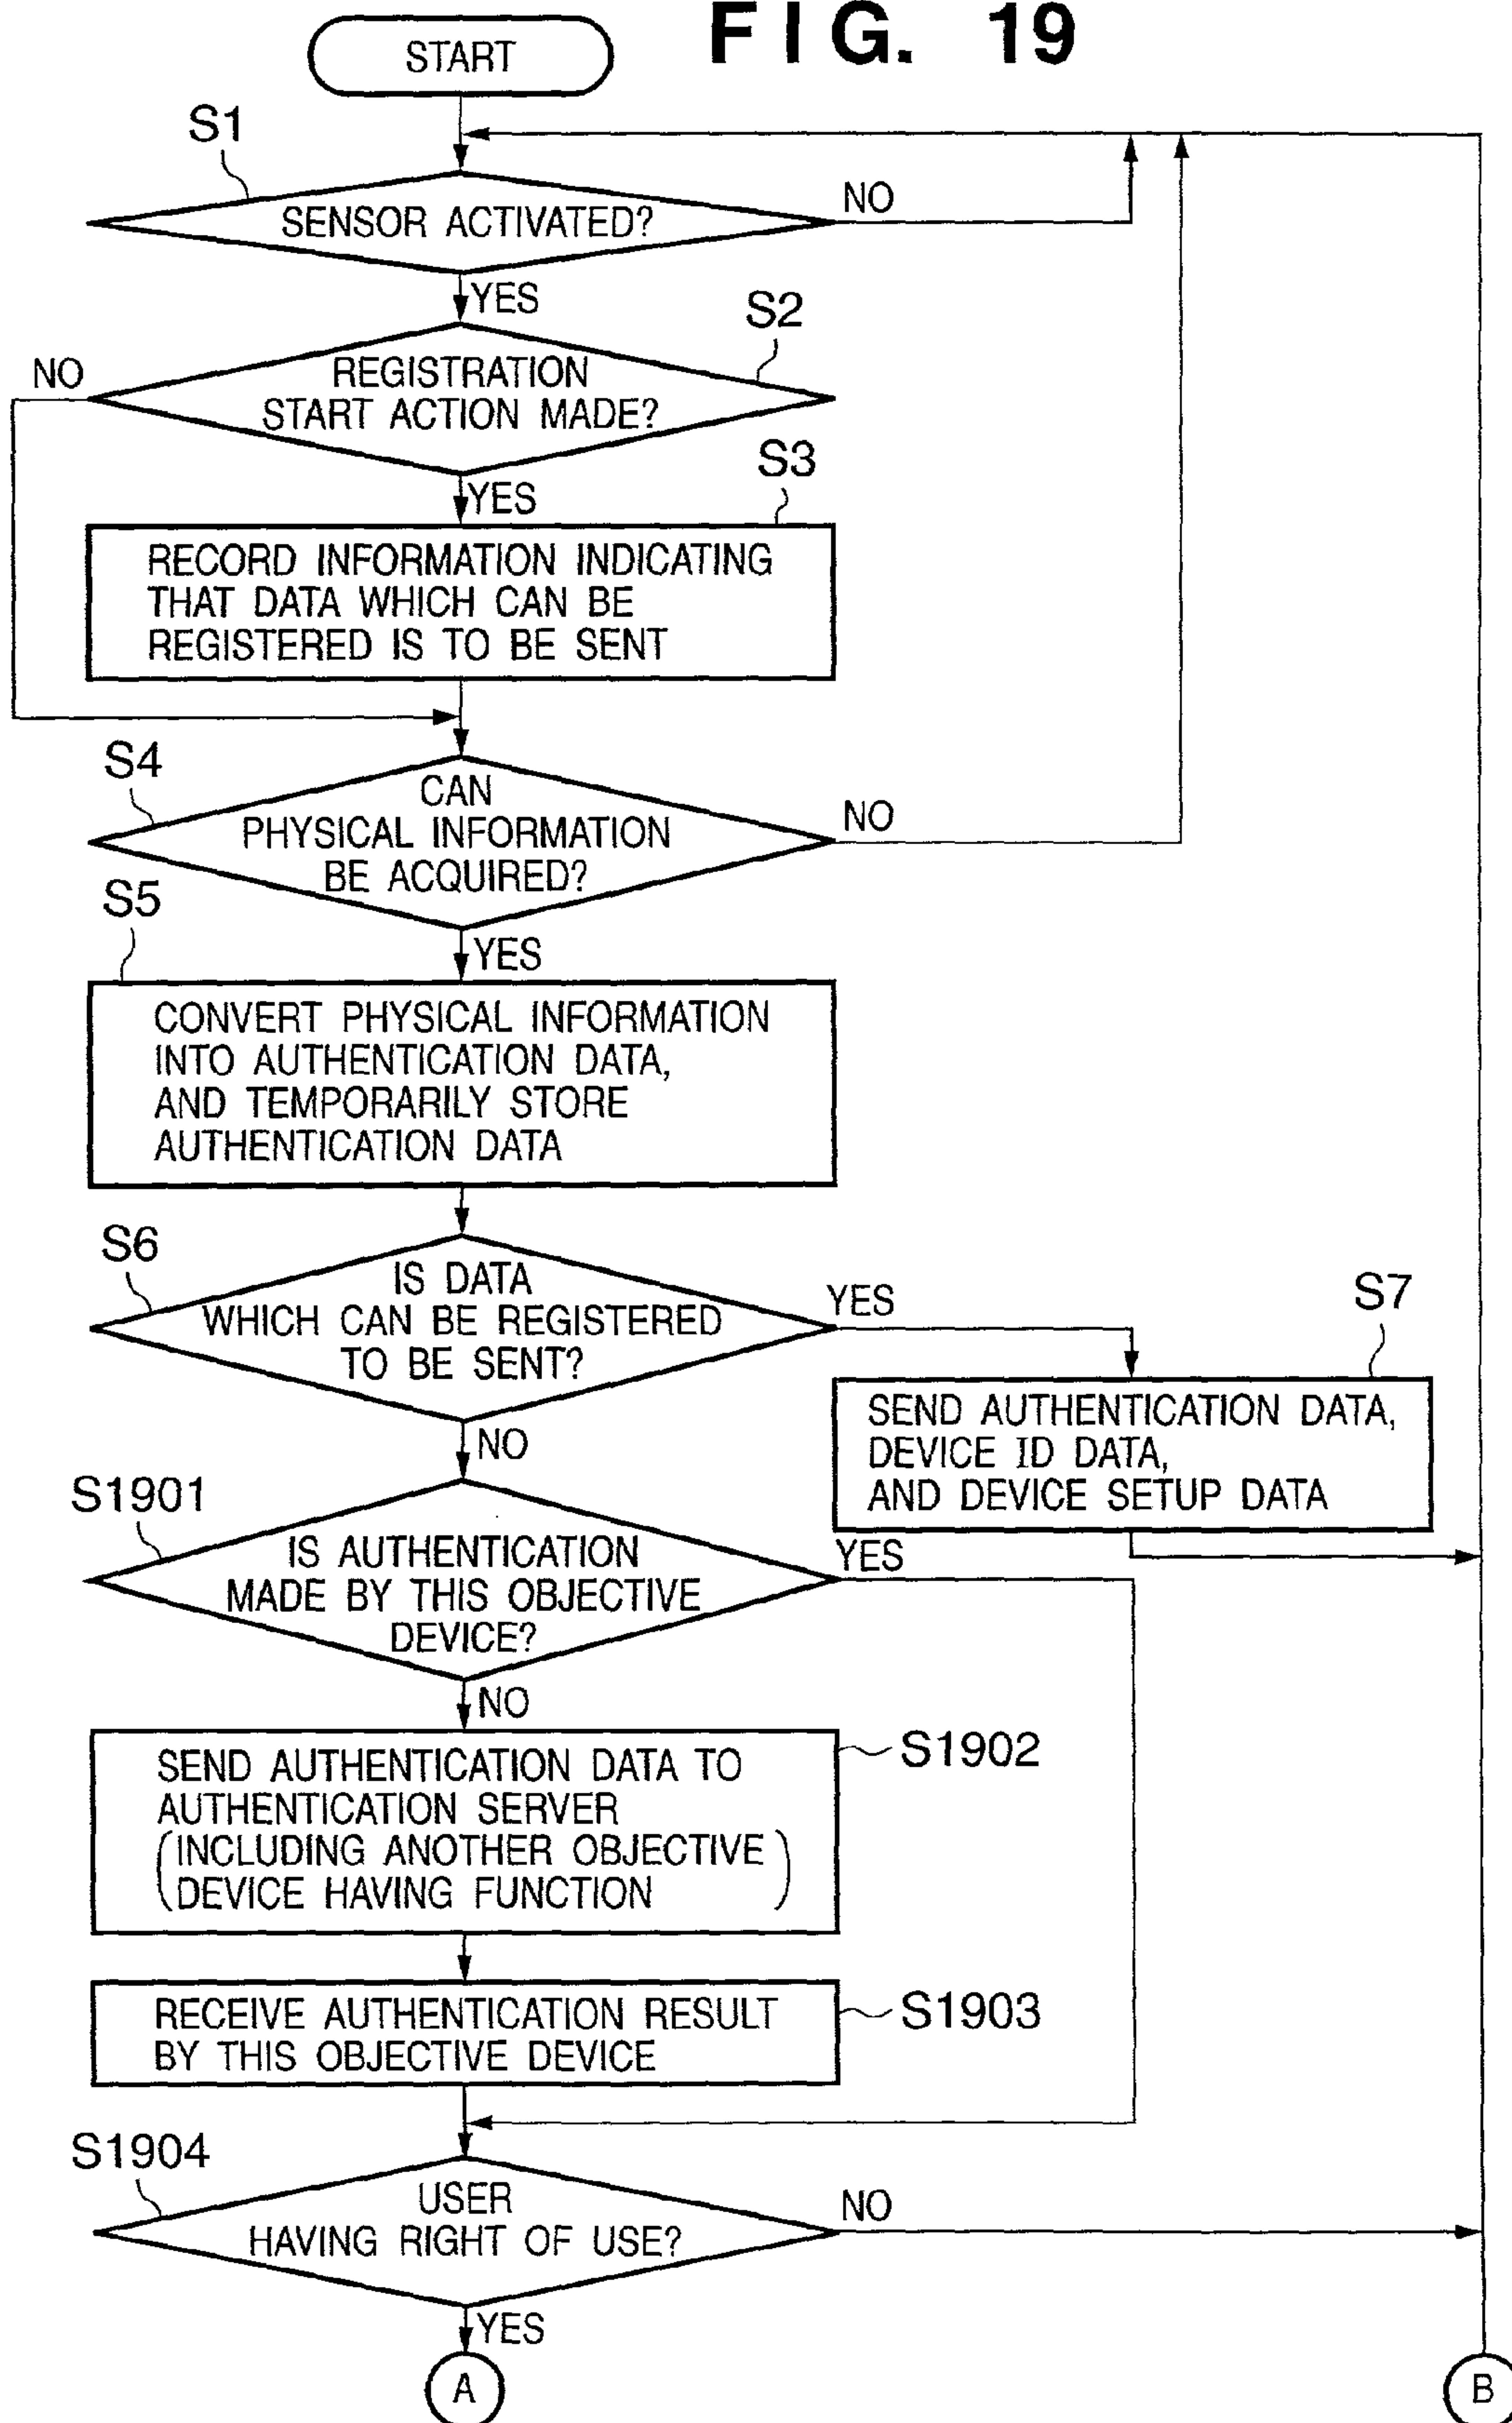 FIG. 19
START
S1
SENSOR ACTIVATED?
NO
YES
S2
NO
REGISTRATION
START ACTION MADE?
YES
S3
RECORD INFORMATION INDICATING
THAT DATA WHICH CAN BE
REGISTERED IS TO BE SENT
S4
CAN
PHYSICAL INFORMATION
BE ACQUIRED?
NO
YES
S5
CONVERT PHYSICAL INFORMATION
INTO AUTHENTICATION DATA,
AND TEMPORARILY STORE
AUTHENTICATION DATA
S6
IS DATA
WHICH CAN BE REGISTERED
TO BE SENT?
YES
NO
S7
SEND AUTHENTICATION DATA,
DEVICE ID DATA,
AND DEVICE SETUP DATA
S1901
IS AUTHENTICATION
MADE BY THIS OBJECTIVE
DEVICE?
YES
NO
S1902
SEND AUTHENTICATION DATA TO
AUTHENTICATION SERVER
(INCLUDING ANOTHER OBJECTIVE
DEVICE HAVING FUNCTION)
S1903
RECEIVE AUTHENTICATION RESULT
BY THIS OBJECTIVE DEVICE
S1904
USER
HAVING RIGHT OF USE?
NO
YES
A
B